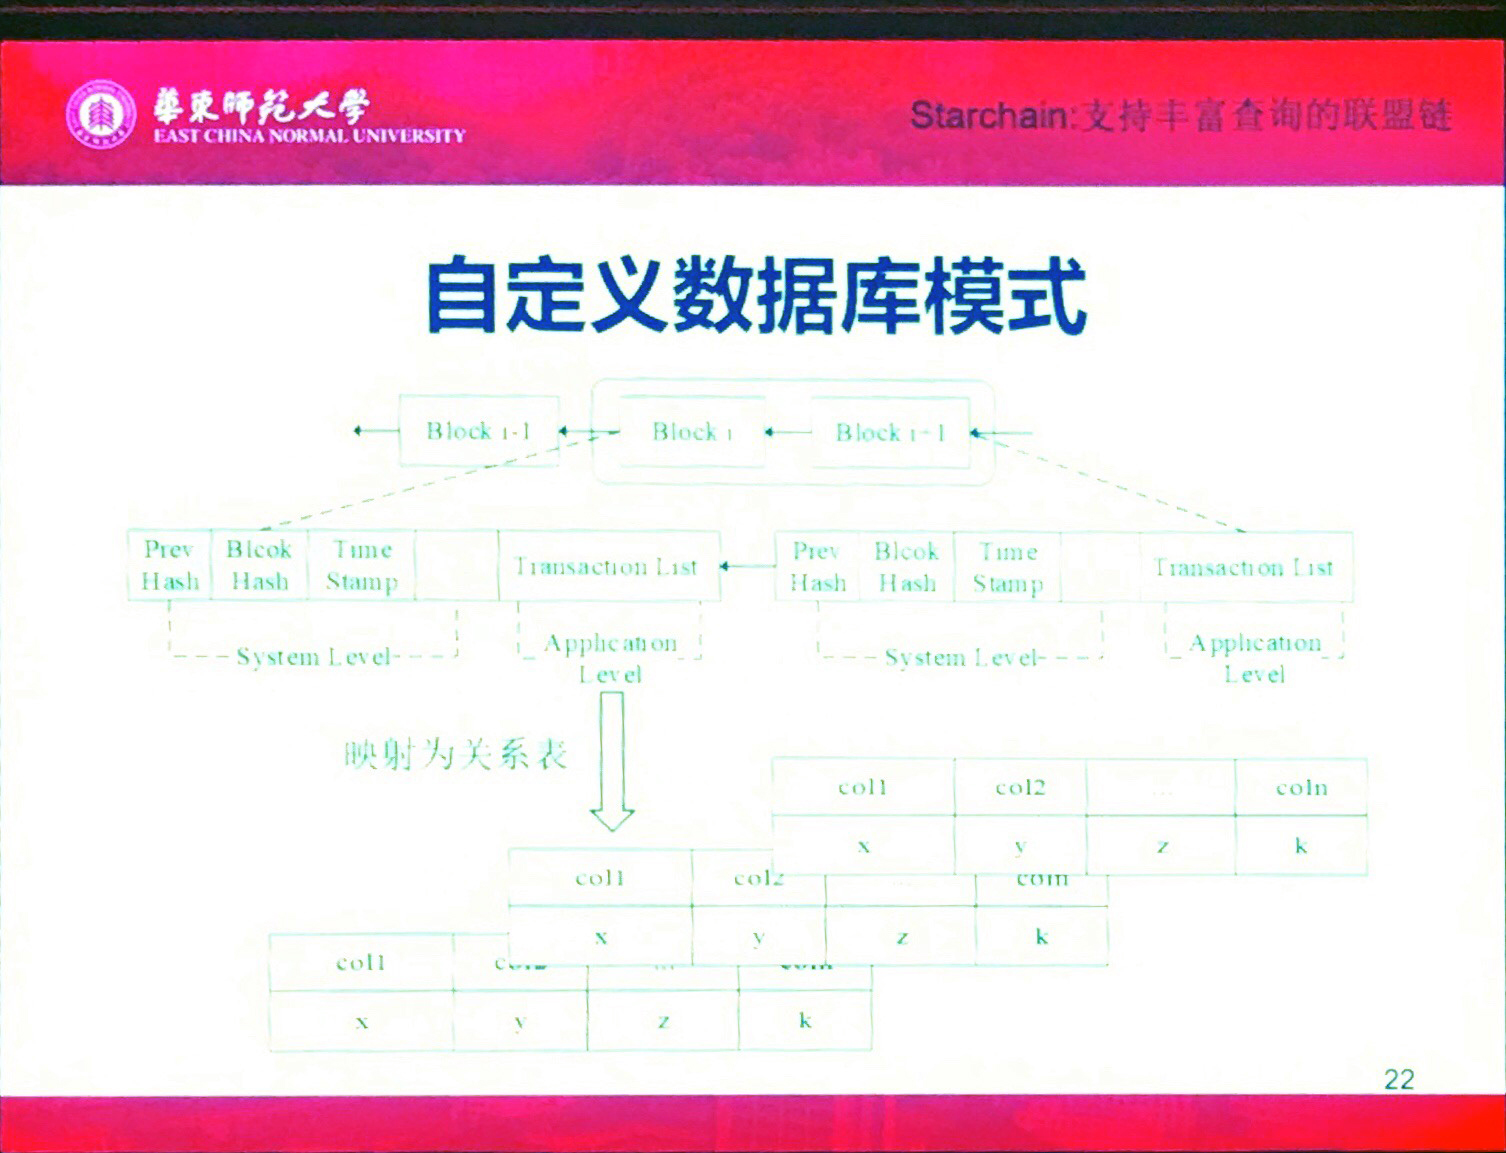 華東師範大學
EAST CHINA NORMAL UNIVERSITY
Starchain:支持丰富查询的联盟链
自定义数据库模式
Block i-1
Block i
Block i+1
Prev Hash
Blcok Hash
Time Stamp
Transaction List
Prev Hash
Blcok Hash
Time Stamp
Transaction List
System Level
Application Level
System Level
Application Level
映射为关系表
col1 col2 ... coln
x y z k
col1 col2 ... coln
x y z k
col1 col2 ... coln
x y z k
22